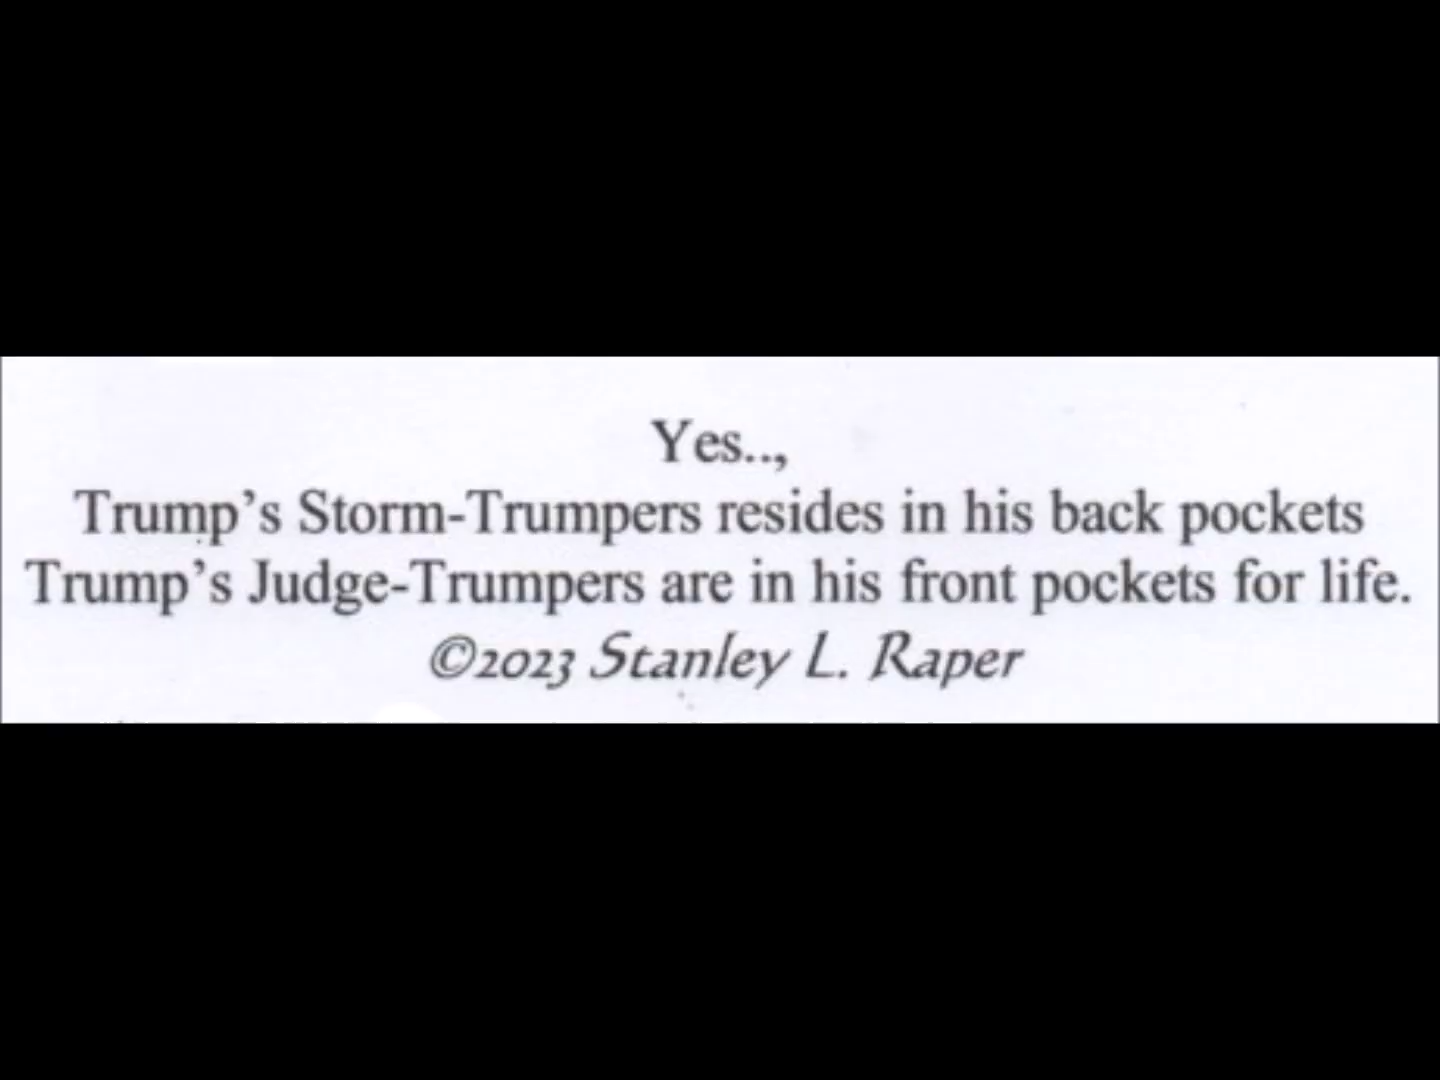 Yes..,
Trump’s Storm-Trumpers resides in his back pockets
Trump’s Judge-Trumpers are in his front pockets for life.
©2023 Stanley L. Raper